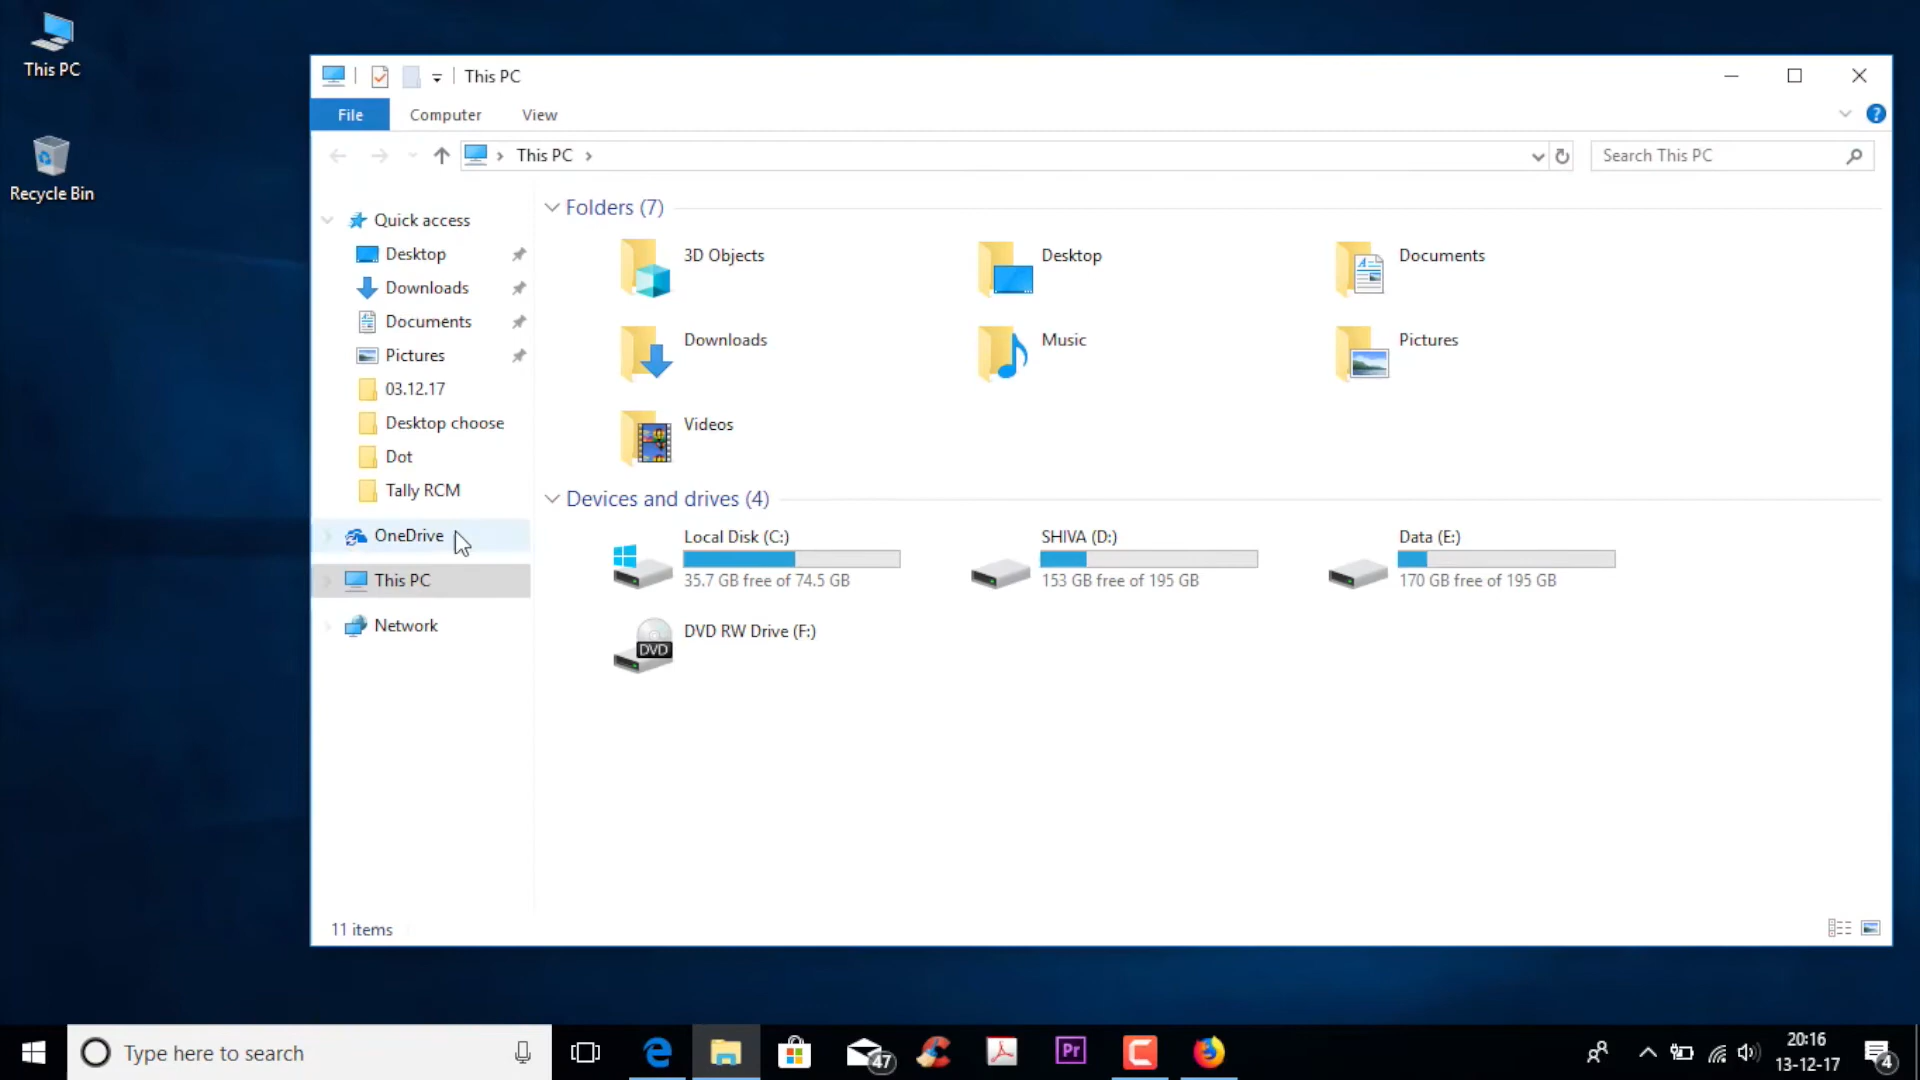 This PC
Recycle Bin
This PC
File Computer View
This PC
Search This PC
Quick access
Desktop
Downloads
Documents
Pictures
03.12.17
Desktop choose
Dot
Tally RCM
OneDrive
This PC
Network
Folders (7)
3D Objects
Desktop
Documents
Downloads
Music
Pictures
Videos
Devices and drives (4)
Local Disk (C:)
35.7 GB free of 74.5 GB
SHIVA (D:)
153 GB free of 195 GB
Data (E:)
170 GB free of 195 GB
DVD
DVD RW Drive (F:)
11 items
Type here to search
47
Pr
20:16
13-12-17
4